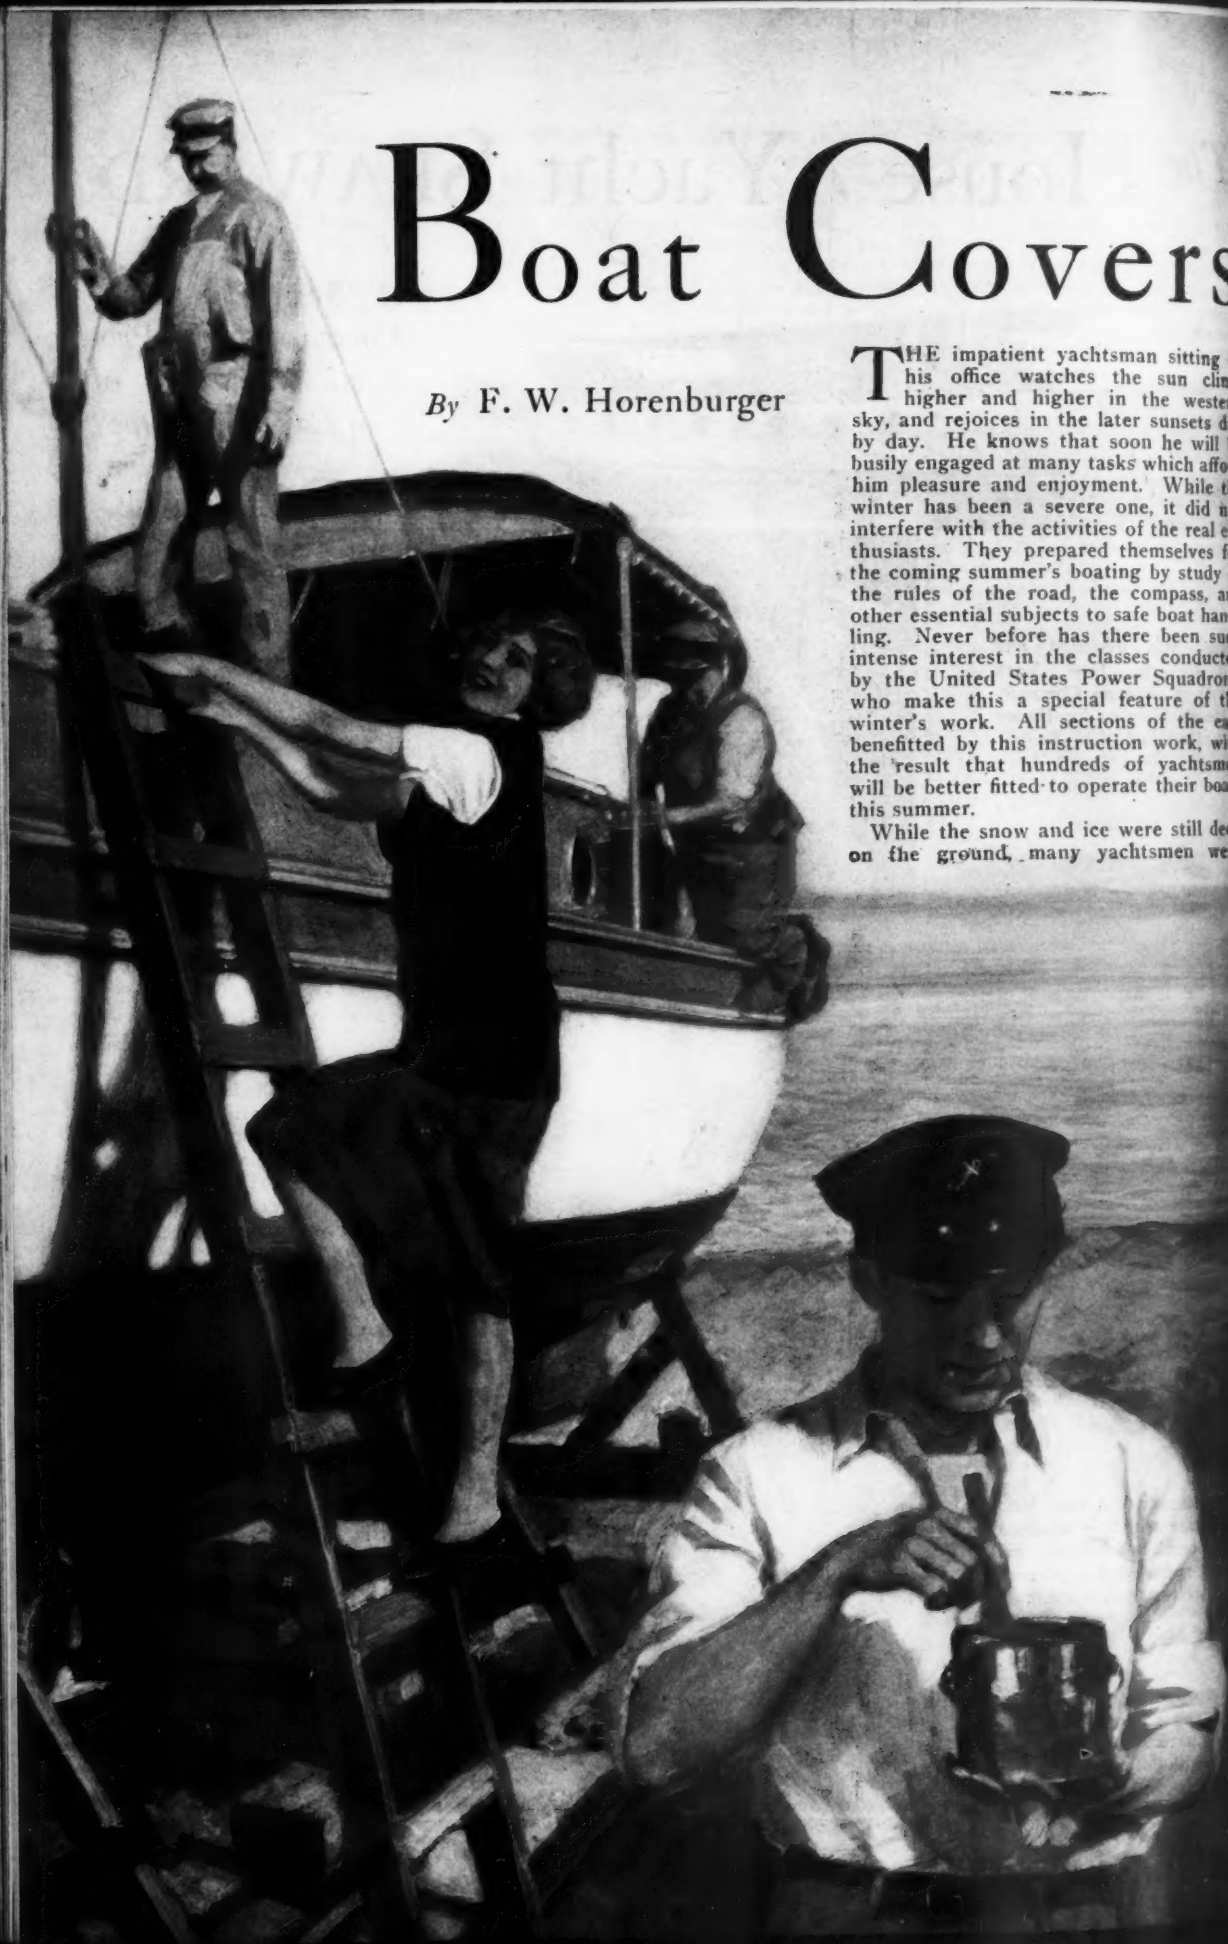 Boat Covers
By F. W. Horenburger
THE impatient yachtsman sitting
his office watches the sun
higher and higher in the
sky, and rejoices in the later sunsets
by day. He knows that soon he will
busily engaged at many tasks which
him pleasure and enjoyment. While
winter has been a severe one, it did
interfere with the activities of the real
thusiasts. They prepared themselves
the coming summer's boating by study
the rules of the road, the compass,
other essential subjects to safe boat han
ling. Never before has there been
intense interest in the classes
by the United States Power
who make this a special feature of
winter's work. All sections of the
benefitted by this instruction work,
the result that hundreds of
will be better fitted to operate their
this summer.
While the snow and ice were still
on the ground, many yachtsmen